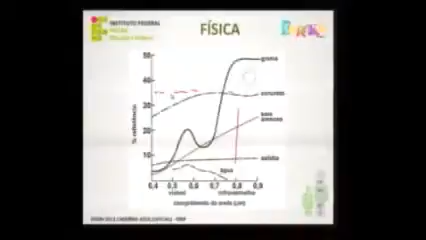 INSTITUTO FEDERAL
FÍSICA
50
40
30
20
10
% refletância
grama
concreto
solo arenoso
asfalto
água
0,4 0,5 0,6 0,7 0,8 0,9
visível
infravermelho
comprimento de onda (µm)